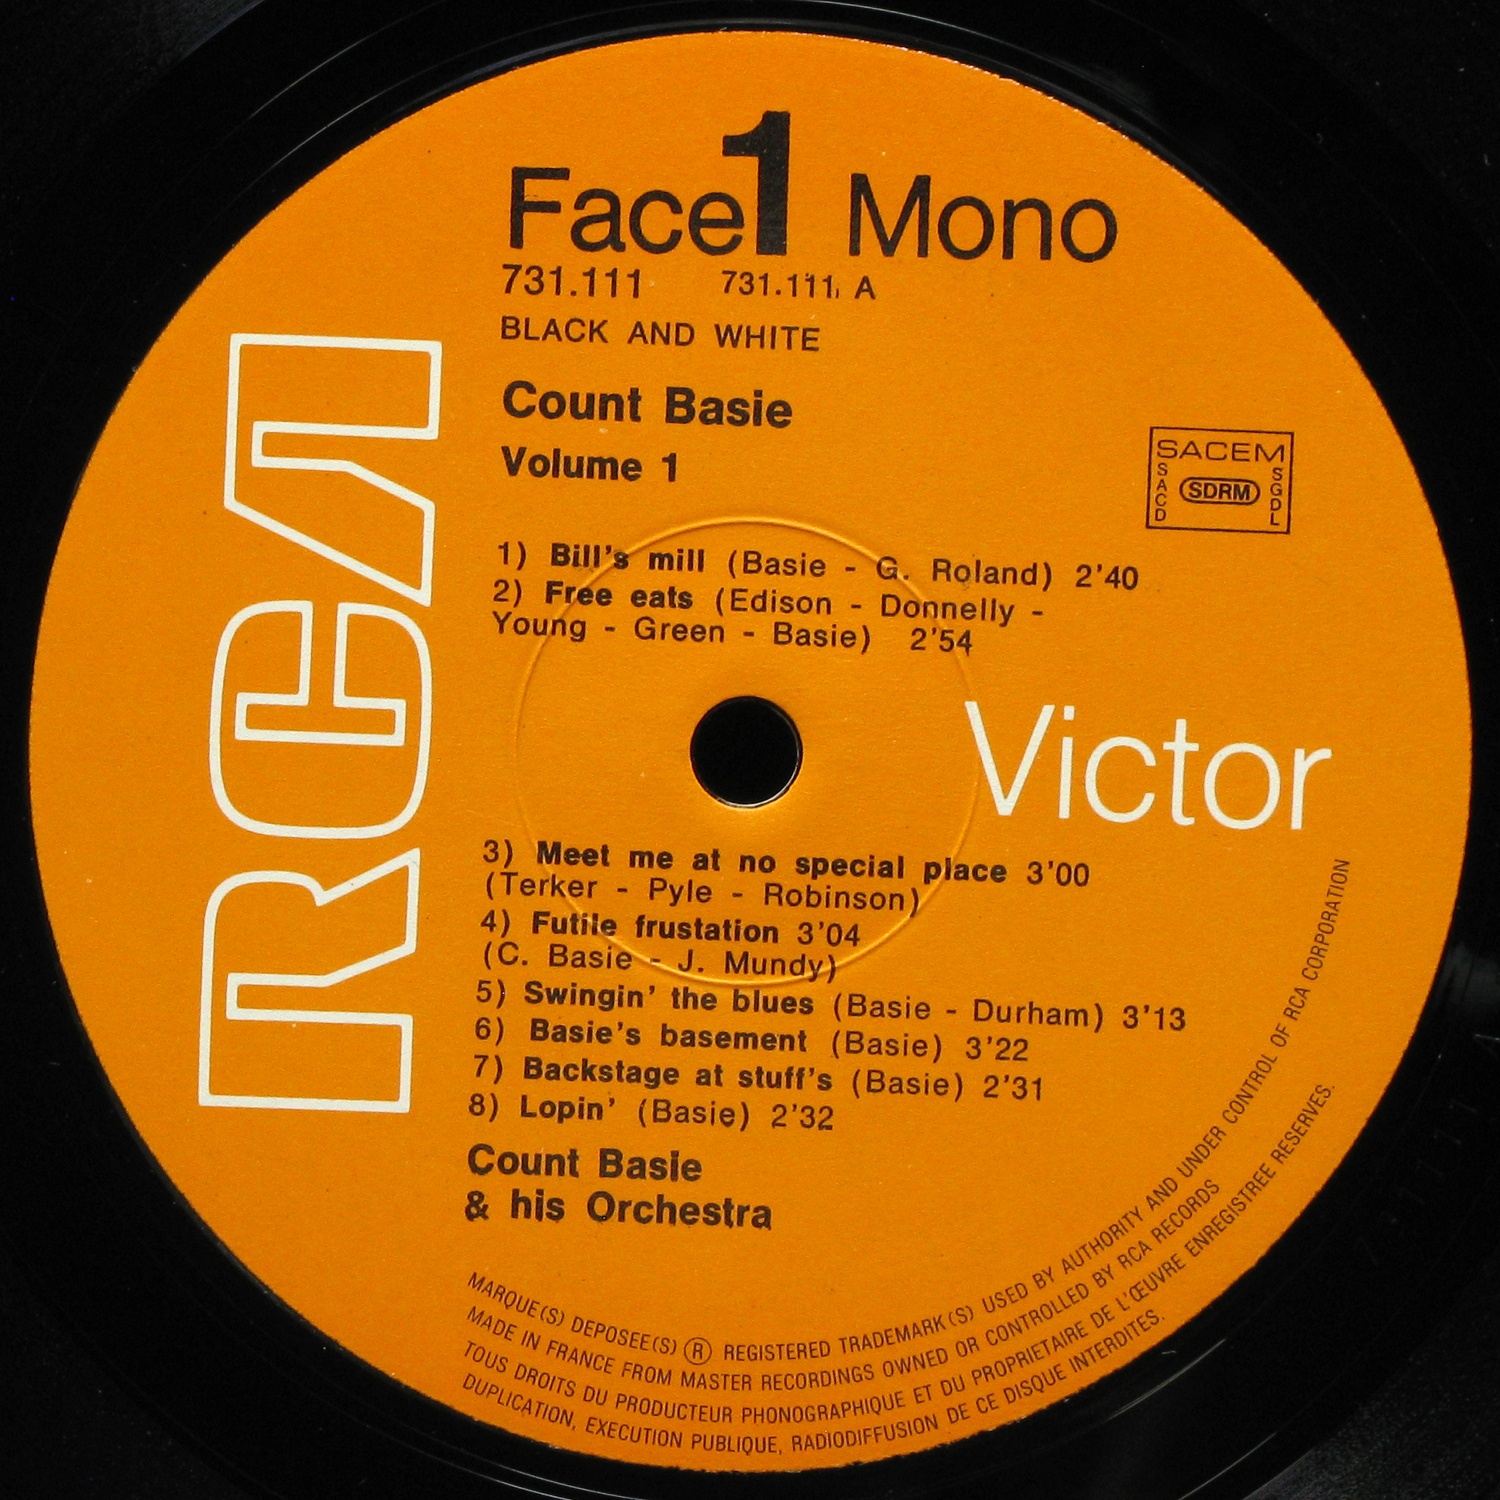 Face 1 Mono
731.111 731.111 A
BLACK AND WHITE
Count Basie
Volume 1
SACEM
SACD
SDRM
SGDL
1) Bill's mill (Basie - G. Roland) 2'40
2) Free eats (Edison - Donnelly -
Young - Green - Basie) 2'54
RCA
Victor
3) Meet me at no special place 3'00
(Terker - Pyle - Robinson)
4) Futile frustation 3'04
(C. Basie - J. Mundy)
5) Swingin' the blues (Basie - Durham) 3'13
6) Basie's basement (Basie) 3'22
7) Backstage at stuff's (Basie) 2'31
8) Lopin' (Basie) 2'32
Count Basie
& his Orchestra
MARQUE(S) DEPOSEE(S) ® REGISTERED TRADEMARK(S) USED BY AUTHORITY AND UNDER CONTROL OF RCA CORPORATION
MADE IN FRANCE FROM MASTER RECORDINGS OWNED OR CONTROLLED BY RCA RECORDS
TOUS DROITS DU PRODUCTEUR PHONOGRAPHIQUE ET DU PROPRIETAIRE DE L'ŒUVRE ENREGISTREE RESERVES.
DUPLICATION, EXECUTION PUBLIQUE, RADIODIFFUSION DE CE DISQUE INTERDITES.